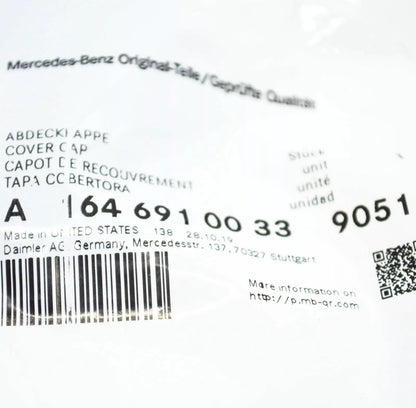 Mercedes-Benz Original-Teile / Geprüfte Qualität
ABDECKKAPPE
COVER CAP
CAPOT DE RECOUVREMENT
TAPA COBERTORA
Stück
unit
unité
unidad
A 164 691 00 33 9051
Made in UNITED STATES 138 28.10.19
Daimler AG, Germany, Mercedesstr. 137, 70327 Stuttgart
More information on
http://p.mb-qr.com